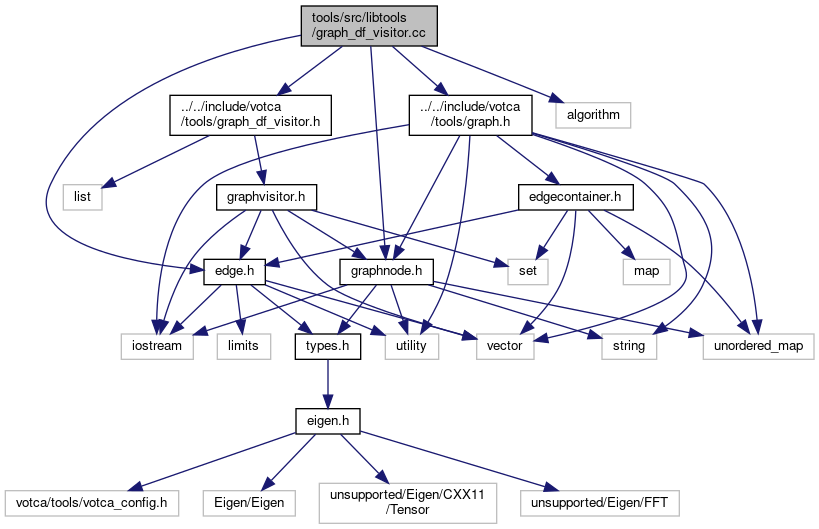 tools/src/libtools
/graph_df_visitor.cc
../../include/votca
/tools/graph_df_visitor.h
../../include/votca
/tools/graph.h
algorithm
list
graphvisitor.h
edgecontainer.h
edge.h
graphnode.h
set
map
iostream
limits
types.h
utility
vector
string
unordered_map
eigen.h
votca/tools/votca_config.h
Eigen/Eigen
unsupported/Eigen/CXX11
/Tensor
unsupported/Eigen/FFT